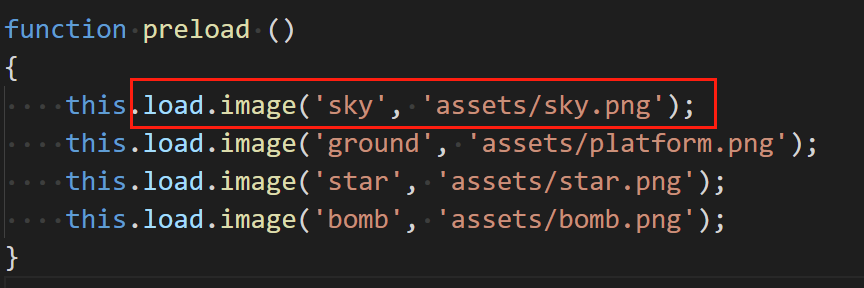 function preload ()
{
    this.load.image('sky', 'assets/sky.png');
    this.load.image('ground', 'assets/platform.png');
    this.load.image('star', 'assets/star.png');
    this.load.image('bomb', 'assets/bomb.png');
}